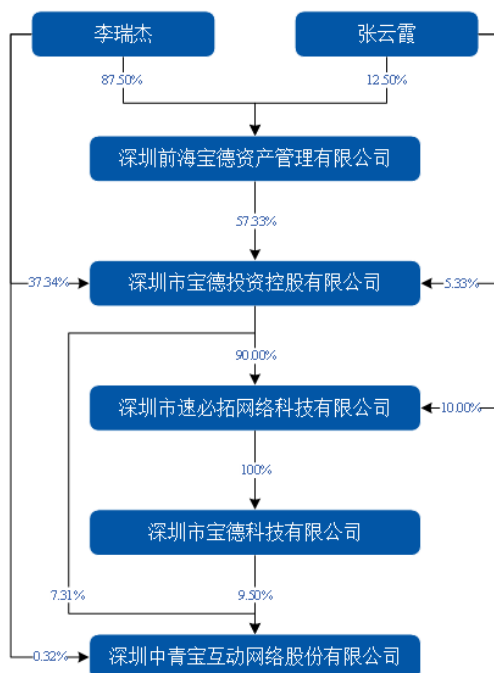 李瑞杰
张云霞
87.50%
12.50%
深圳前海宝德资产管理有限公司
57.33%
37.34%
深圳市宝德投资控股有限公司
5.33%
90.00%
深圳市速必拓网络科技有限公司
10.00%
100%
深圳市宝德科技有限公司
7.31%
9.50%
0.32%
深圳中青宝互动网络股份有限公司